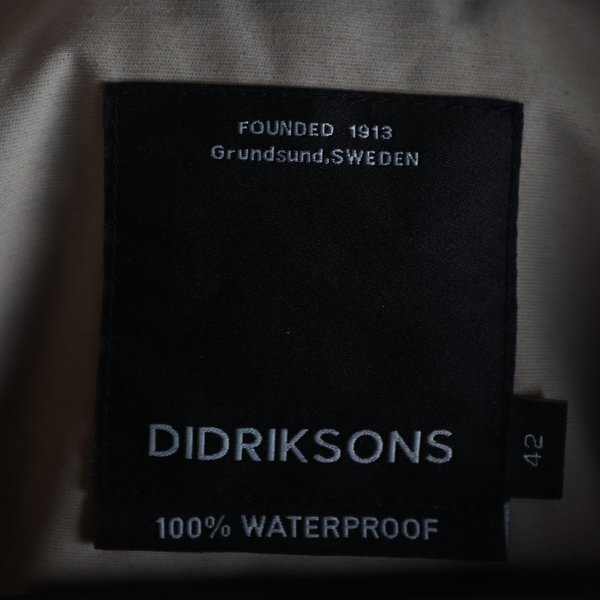 FOUNDED 1913
Grundsund, SWEDEN
DIDRIKSONS
42
100% WATERPROOF